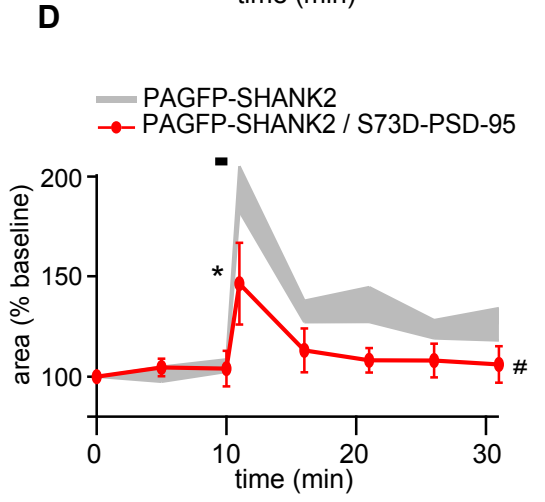 time (min)
D
PAGFP-SHANK2
PAGFP-SHANK2 / S73D-PSD-95
200
150
100
area (% baseline)
*
#
0 10 20 30
time (min)